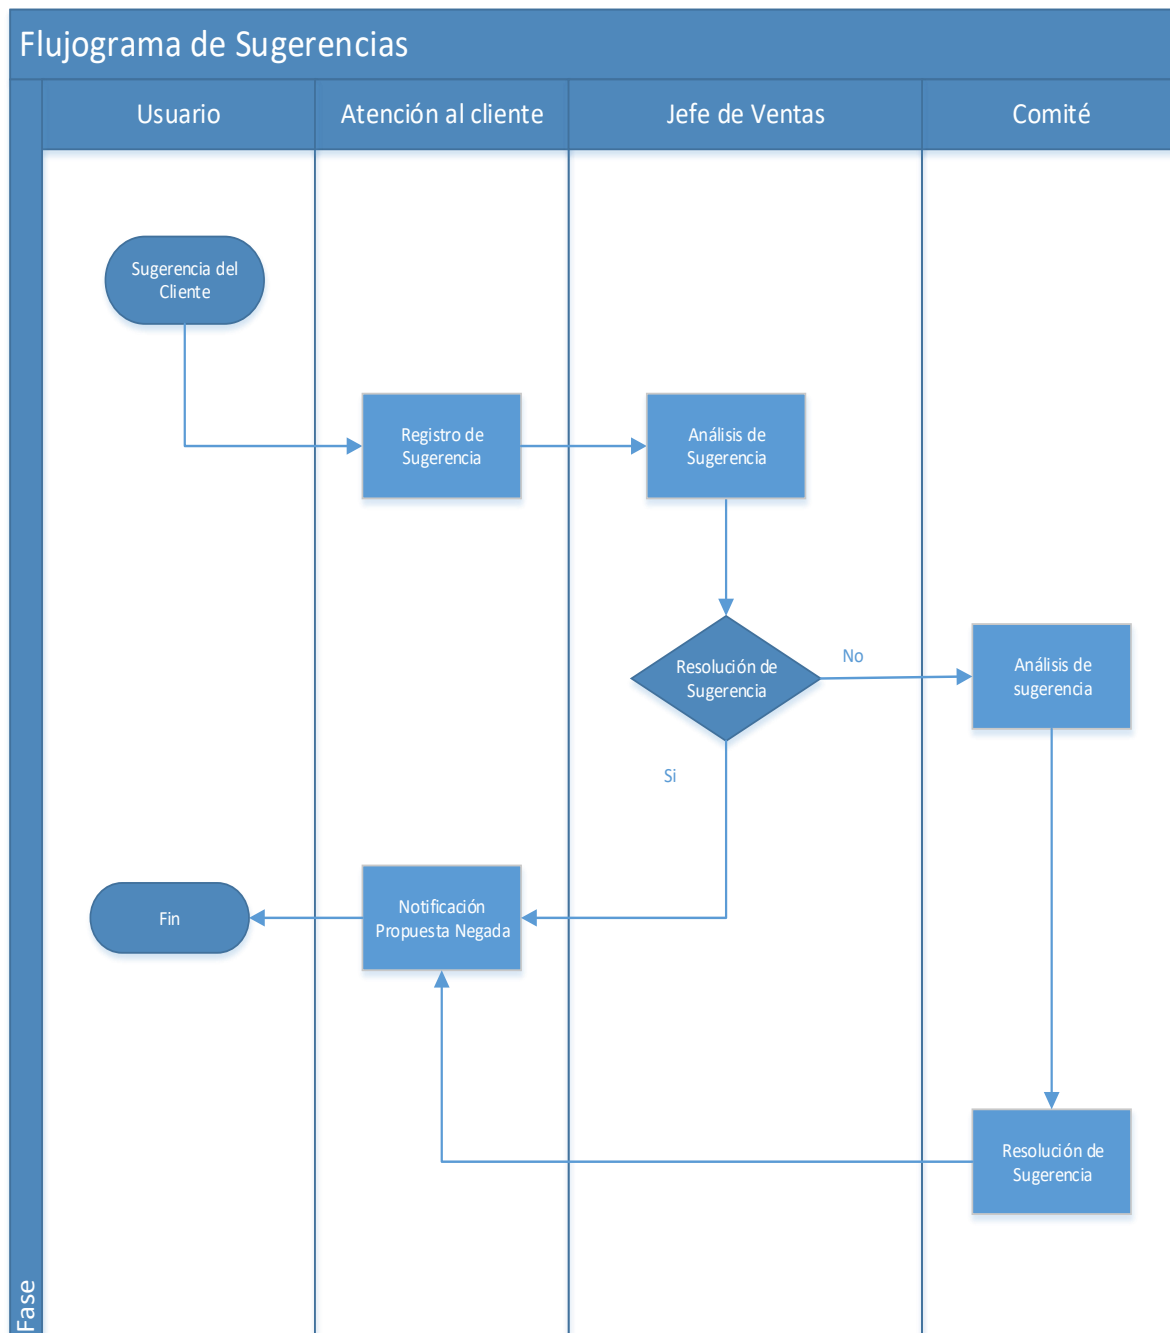 Flujograma de Sugerencias
Usuario
Atención al cliente
Jefe de Ventas
Comité
Sugerencia del
Cliente
Registro de
Sugerencia
Análisis de
Sugerencia
Resolución de
Sugerencia
No
Análisis de
sugerencia
Si
Fin
Notificación
Propuesta Negada
Resolución de
Sugerencia
Fase